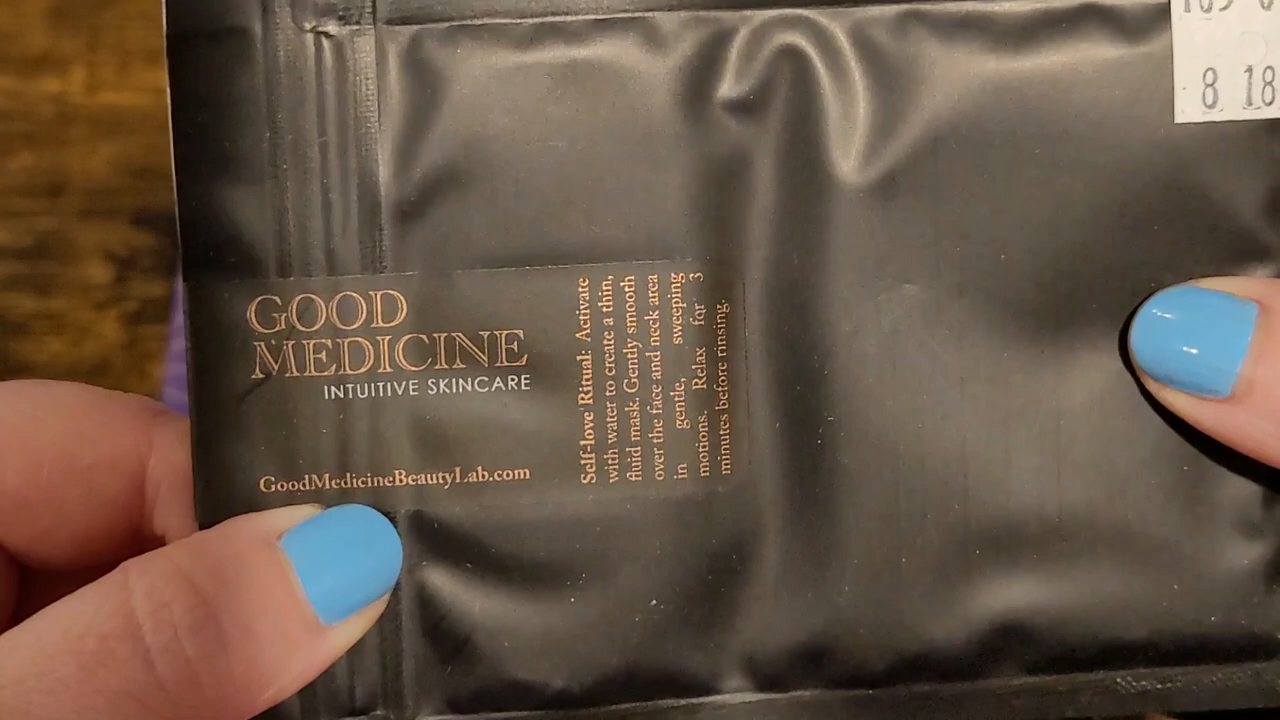 GOOD
MEDICINE
INTUITIVE SKINCARE
GoodMedicineBeautyLab.com
Self-love Ritual: Activate
with water to create a thin,
fluid mask. Gently smooth
over the face and neck area
in gentle, sweeping
motions. Relax for 3
minutes before rinsing.
8 18